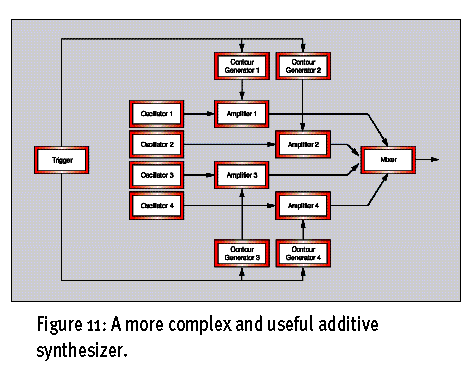 Contour
Generator 1
Contour
Generator 2
Oscillator 1
Amplifier 1
Oscillator 2
Amplifier 2
Trigger
Mixer
Oscillator 3
Amplifier 3
Oscillator 4
Amplifier 4
Contour
Generator 3
Contour
Generator 4
Figure 11: A more complex and useful additive
synthesizer.